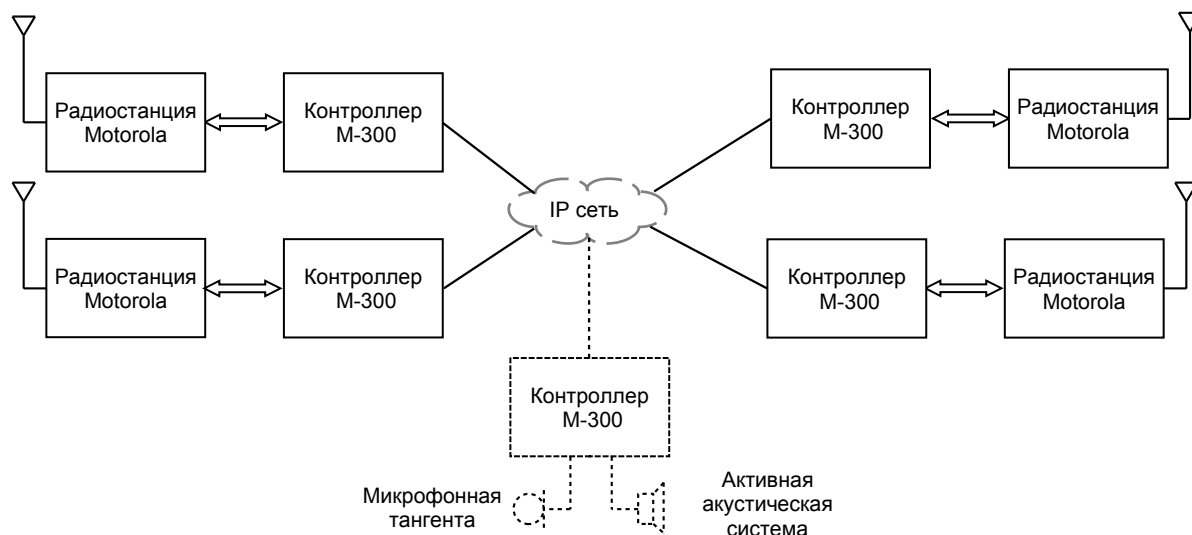 Радиостанция
Motorola
Контроллер
М-300
Контроллер
М-300
Радиостанция
Motorola
IP сеть
Радиостанция
Motorola
Контроллер
М-300
Контроллер
М-300
Радиостанция
Motorola
Контроллер
М-300
Микрофонная
тангента
Активная
акустическая
система